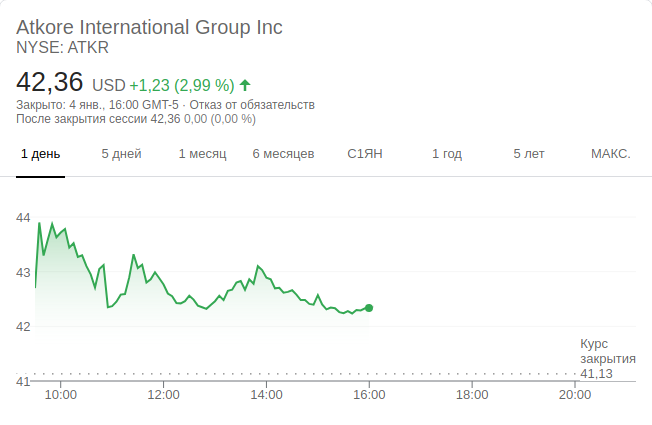 Atkore International Group Inc
NYSE: ATKR
42,36 USD +1,23 (2,99 %)
Закрыто: 4 янв., 16:00 GMT-5 · Отказ от обязательств
После закрытия сессии 42,36 0,00 (0,00 %)
1 день 5 дней 1 месяц 6 месяцев С1ЯН 1 год 5 лет МАКС.
44
43
42
Курс
закрытия
41,13
41
10:00 12:00 14:00 16:00 18:00 20:00